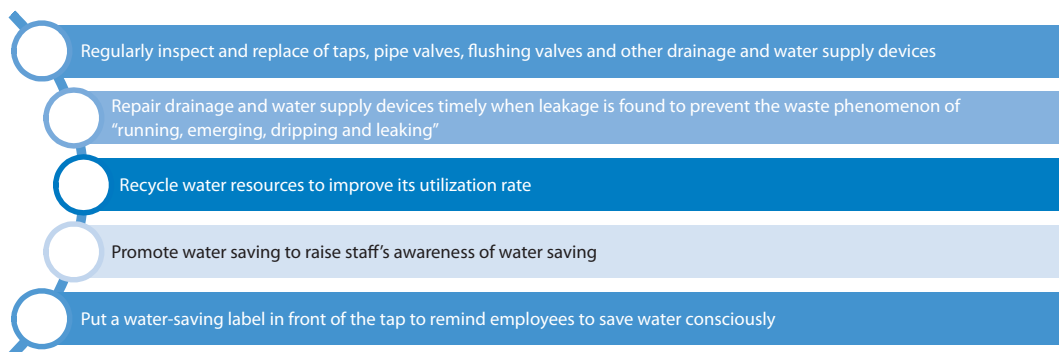 Regularly inspect and replace of taps, pipe valves, flushing valves and other drainage and water supply devices
Repair drainage and water supply devices timely when leakage is found to prevent the waste phenomenon of
“running, emerging, dripping and leaking”
Recycle water resources to improve its utilization rate
Promote water saving to raise staff’s awareness of water saving
Put a water-saving label in front of the tap to remind employees to save water consciously